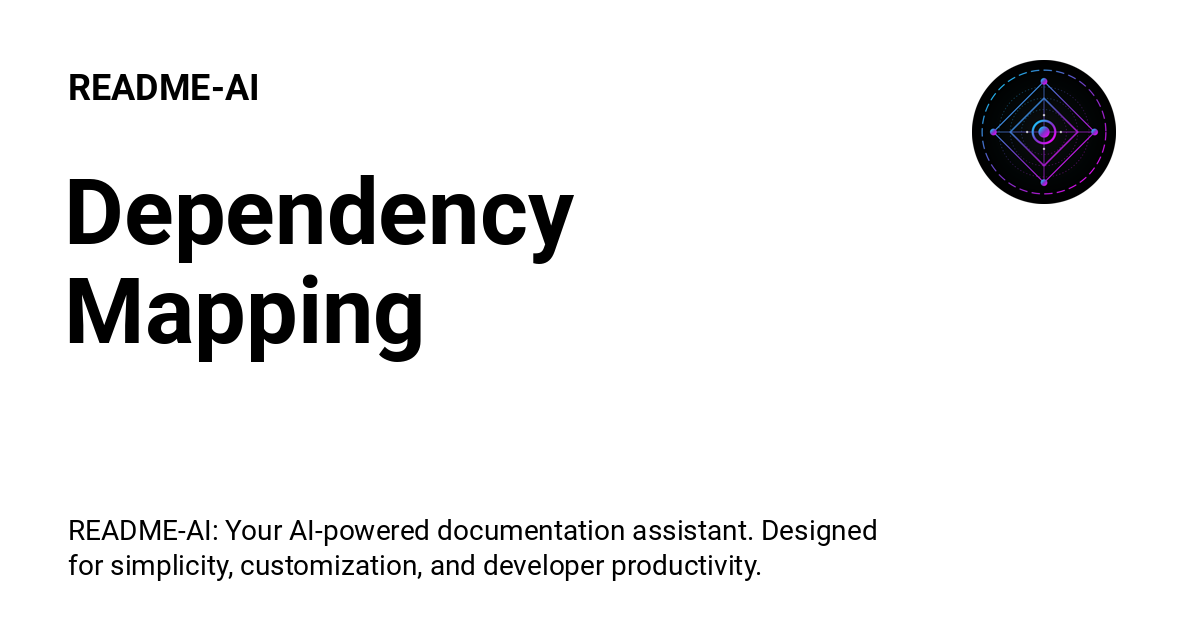 README-AI
Dependency
Mapping
README-AI: Your AI-powered documentation assistant. Designed
for simplicity, customization, and developer productivity.